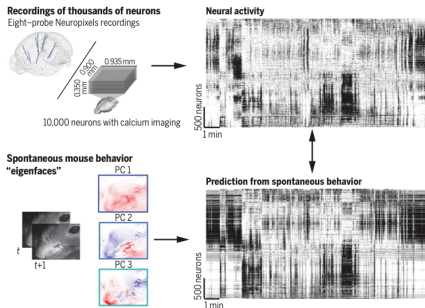 Recordings of thousands of neurons
Eight–probe Neuropixels recordings
0.900
mm
0.935mm
0.350
mm
10,000 neurons with calcium imaging
Neural activity
500 neurons
1 min
Spontaneous mouse behavior
“eigenfaces”
PC 1
PC 2
PC 3
t
t+1
Prediction from spontaneous behavior
500 neurons
1 min